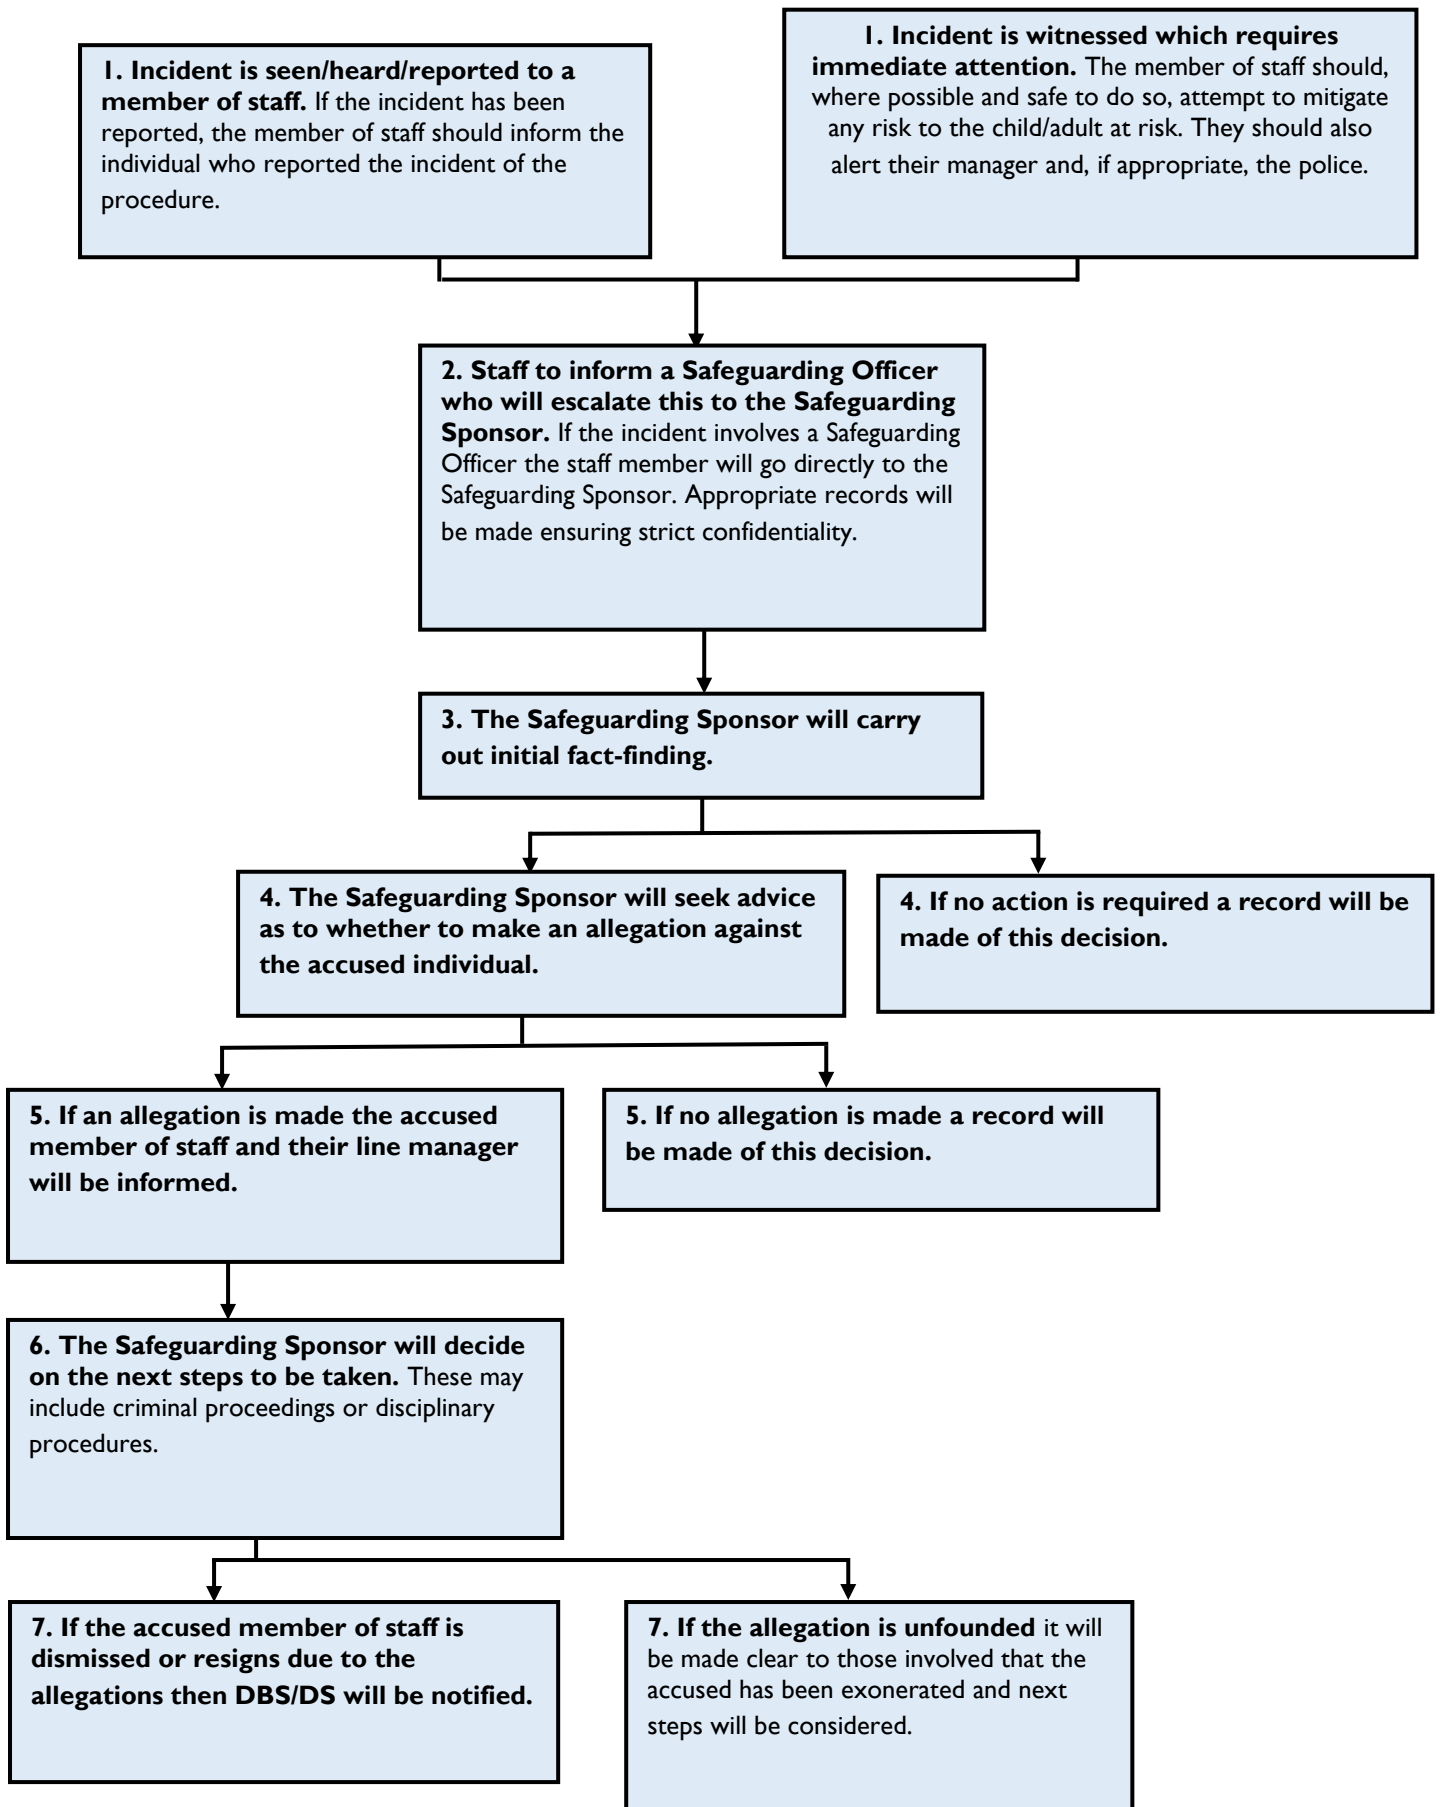 1. Incident is seen/heard/reported to a
member of staff. If the incident has been
reported, the member of staff should inform the
individual who reported the incident of the
procedure.
1. Incident is witnessed which requires
immediate attention. The member of staff should,
where possible and safe to do so, attempt to mitigate
any risk to the child/adult at risk. They should also
alert their manager and, if appropriate, the police.
2. Staff to inform a Safeguarding Officer
who will escalate this to the Safeguarding
Sponsor. If the incident involves a Safeguarding
Officer the staff member will go directly to the
Safeguarding Sponsor. Appropriate records will
be made ensuring strict confidentiality.
3. The Safeguarding Sponsor will carry
out initial fact-finding.
4. The Safeguarding Sponsor will seek advice
as to whether to make an allegation against
the accused individual.
4. If no action is required a record will be
made of this decision.
5. If an allegation is made the accused
member of staff and their line manager
will be informed.
5. If no allegation is made a record will
be made of this decision.
6. The Safeguarding Sponsor will decide
on the next steps to be taken. These may
include criminal proceedings or disciplinary
procedures.
7. If the accused member of staff is
dismissed or resigns due to the
allegations then DBS/DS will be notified.
7. If the allegation is unfounded it will
be made clear to those involved that the
accused has been exonerated and next
steps will be considered.